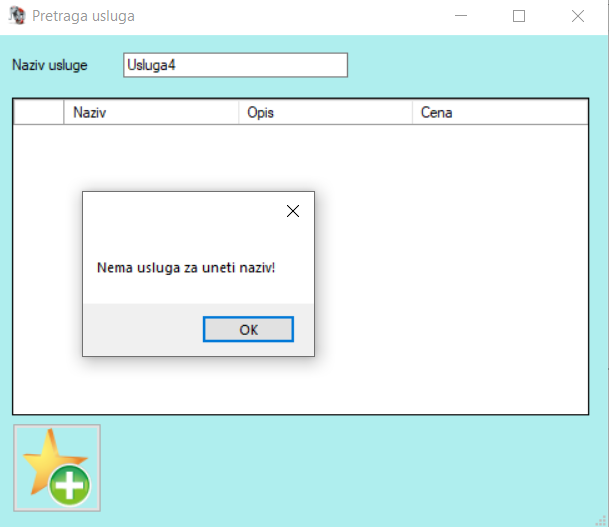 Pretraga usluga
Naziv usluge Usluga4
Naziv Opis Cena
Nema usluga za uneti naziv!
OK